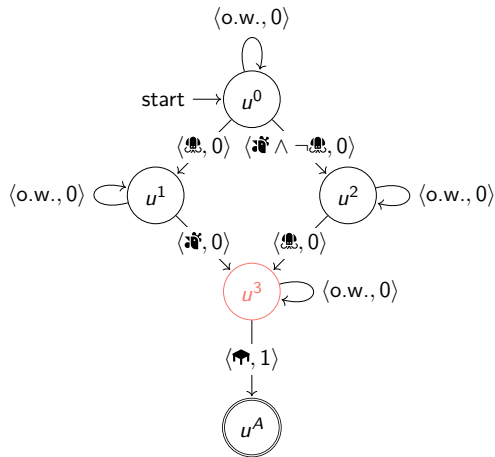 ⟨o.w., 0⟩
start u⁰
⟨🐙, 0⟩ ⟨🐰 ∧ ¬🐙, 0⟩
⟨o.w., 0⟩ u¹ u² ⟨o.w., 0⟩
⟨🐰, 0⟩ ⟨🐙, 0⟩
u³ ⟨o.w., 0⟩
⟨, 1⟩
uᴬ